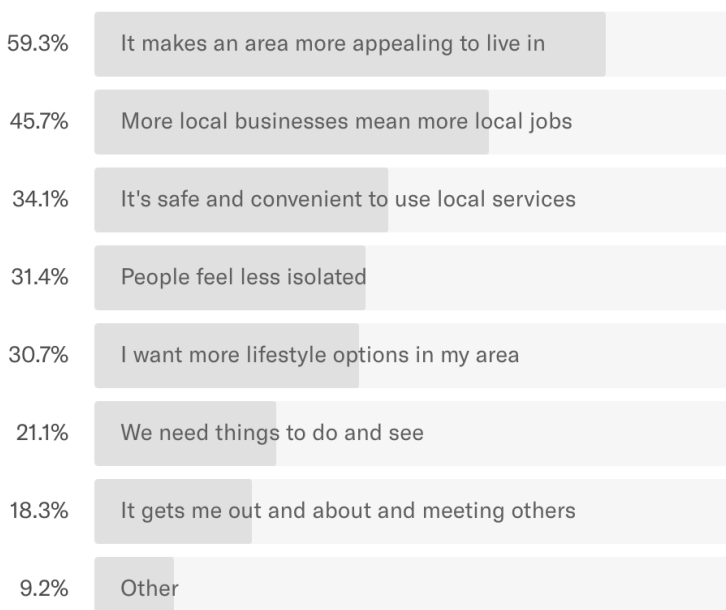 59.3% It makes an area more appealing to live in
45.7% More local businesses mean more local jobs
34.1% It's safe and convenient to use local services
31.4% People feel less isolated
30.7% I want more lifestyle options in my area
21.1% We need things to do and see
18.3% It gets me out and about and meeting others
9.2% Other